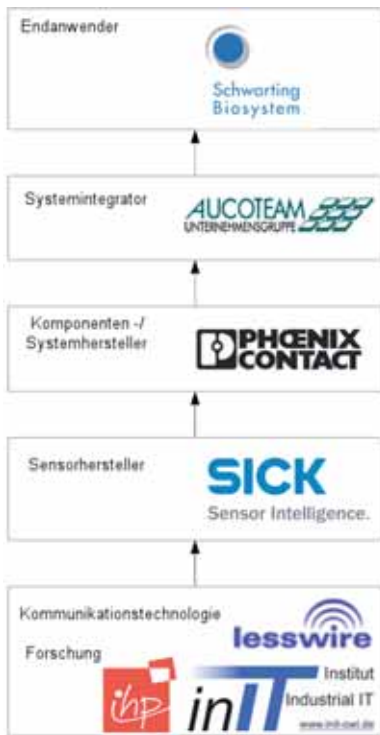 Endanwender
Schwarting
Biosystem
Systemintegrator
AUCOTEAM
UNTERNEHMENSGRUPPE
Komponenten -/
Systemhersteller
PHŒNIX
CONTACT
Sensorhersteller
SICK
Sensor Intelligence.
Kommunikationstechnologie
lesswire
Forschung
ihp
inIT
Institut
Industrial IT
www.init-owl.de